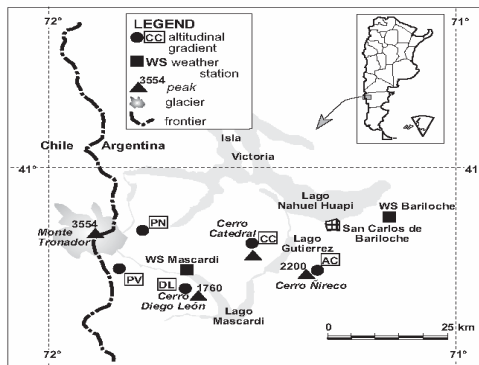 72°
71°
LEGEND
CC altitudinal
gradient
WS weather
station
3554
peak
glacier
frontier
Isla
Victoria
Chile Argentina
41°
41°
Lago
Nahuel Huapi
WS Bariloche
San Carlos de
Bariloche
3554
Monte
Tronador
PN
Cerro
Catedral
CC
Lago
Gutierrez
2200
AC
Cerro Ñireco
WS Mascardi
PV
DL
1760
Cerro
Diego León
Lago
Mascardi
0 25 km
72°
71°